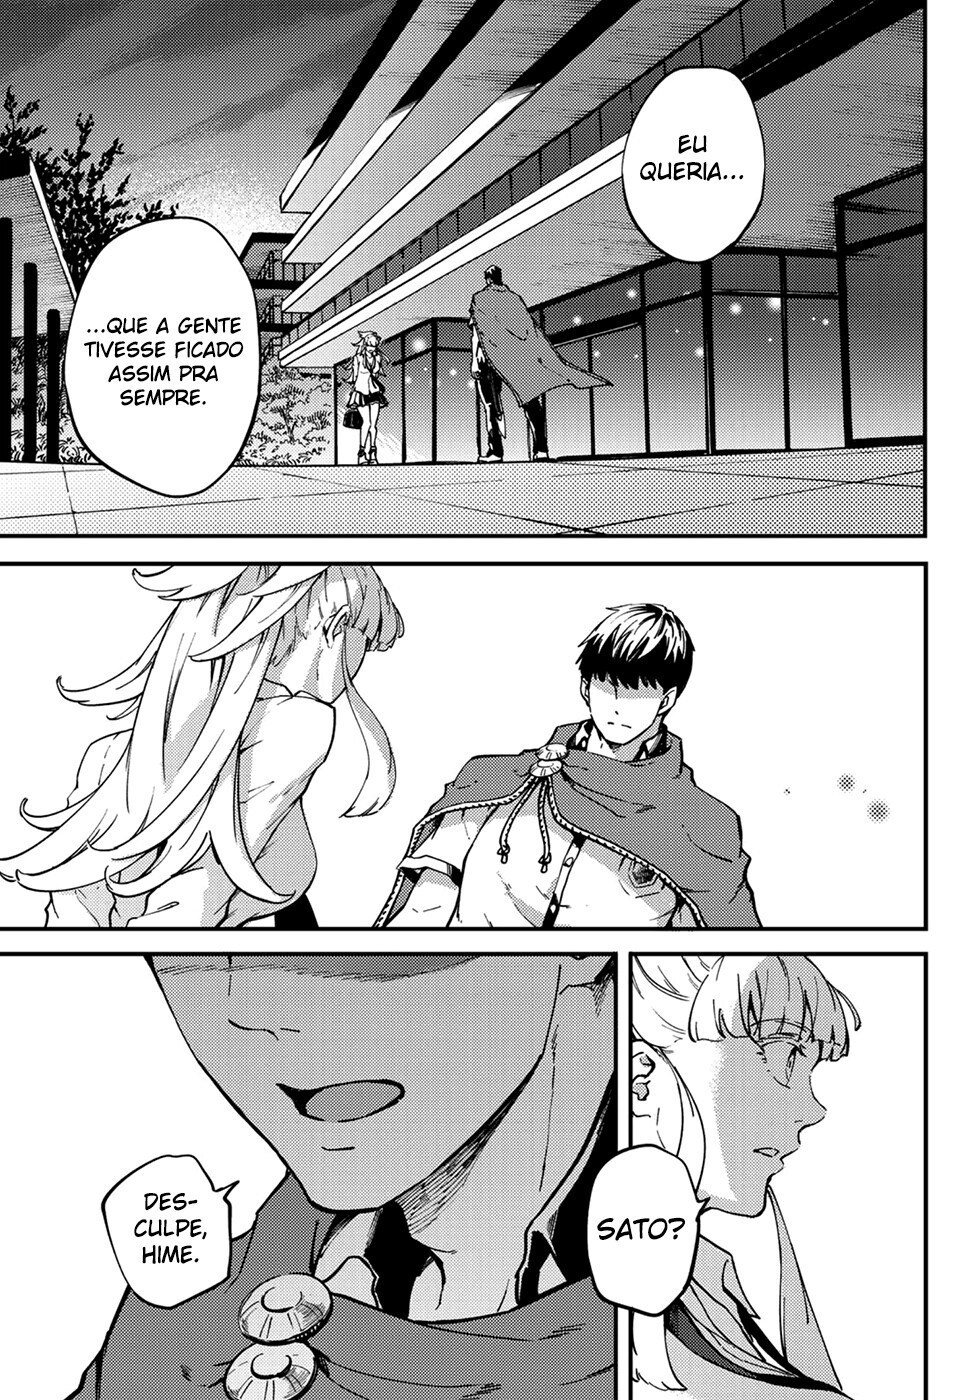 EU
QUERIA...
...QUE A GENTE
TIVESSE FICADO
ASSIM PRA
SEMPRE.
SATO?
DES-
CULPE,
HIME.